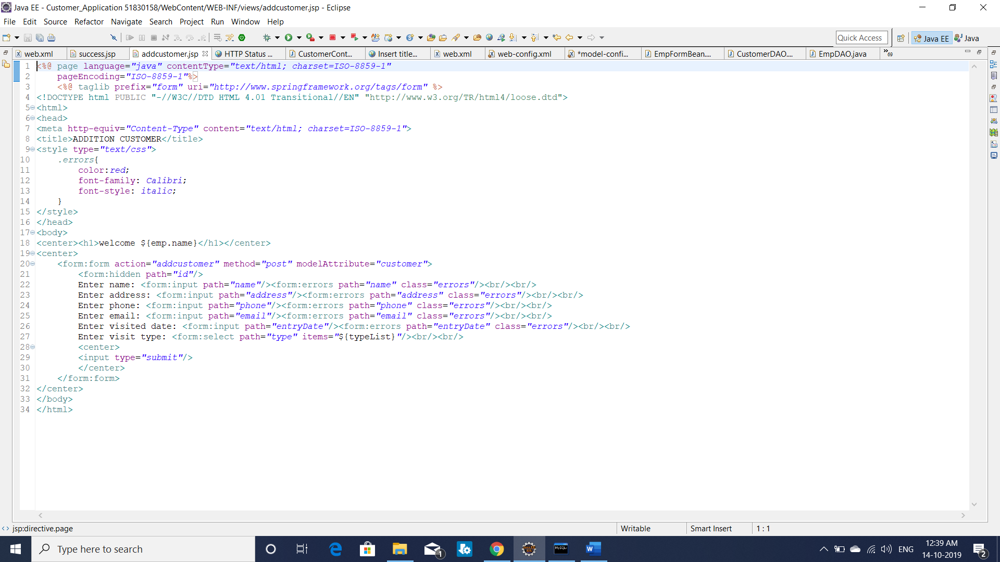 Java EE - Customer_Application 51830158/WebContent/WEB-INF/views/addcustomer.jsp - Eclipse
File Edit Source Refactor Navigate Search Project Run Window Help
Quick Access Java EE Java
web.xml success.jsp addcustomer.jsp HTTP Status ... CustomerCont... Insert title... web.xml web-config.xml *model-confi... EmpFormBean.... CustomerDAO.... EmpDAO.java »69
1 <%@ page language="java" contentType="text/html; charset=ISO-8859-1"
2     pageEncoding="ISO-8859-1"%>
3     <%@ taglib prefix="form" uri="http://www.springframework.org/tags/form" %>
4 <!DOCTYPE html PUBLIC "-//W3C//DTD HTML 4.01 Transitional//EN" "http://www.w3.org/TR/html4/loose.dtd">
5 <html>
6 <head>
7 <meta http-equiv="Content-Type" content="text/html; charset=ISO-8859-1">
8 <title>ADDITION CUSTOMER</title>
9 <style type="text/css">
10     .errors{
11         color:red;
12         font-family: Calibri;
13         font-style: italic;
14     }
15 </style>
16 </head>
17 <body>
18 <center><h1>welcome ${emp.name}</h1></center>
19 <center>
20     <form:form action="addcustomer" method="post" modelAttribute="customer">
21         <form:hidden path="id"/>
22         Enter name: <form:input path="name"/><form:errors path="name" class="errors"/><br/><br/>
23         Enter address: <form:input path="address"/><form:errors path="address" class="errors"/><br/><br/>
24         Enter phone: <form:input path="phone"/><form:errors path="phone" class="errors"/><br/><br/>
25         Enter email: <form:input path="email"/><form:errors path="email" class="errors"/><br/><br/>
26         Enter visited date: <form:input path="entryDate"/><form:errors path="entryDate" class="errors"/><br/><br/>
27         Enter visit type: <form:select path="type" items="${typeList}"/><br/><br/>
28         <center>
29         <input type="submit"/>
30         </center>
31     </form:form>
32 </center>
33 </body>
34 </html>
jsp:directive.page Writable Smart Insert 1 : 1
Type here to search 1 MySQL ENG 12:39 AM 2
14-10-2019